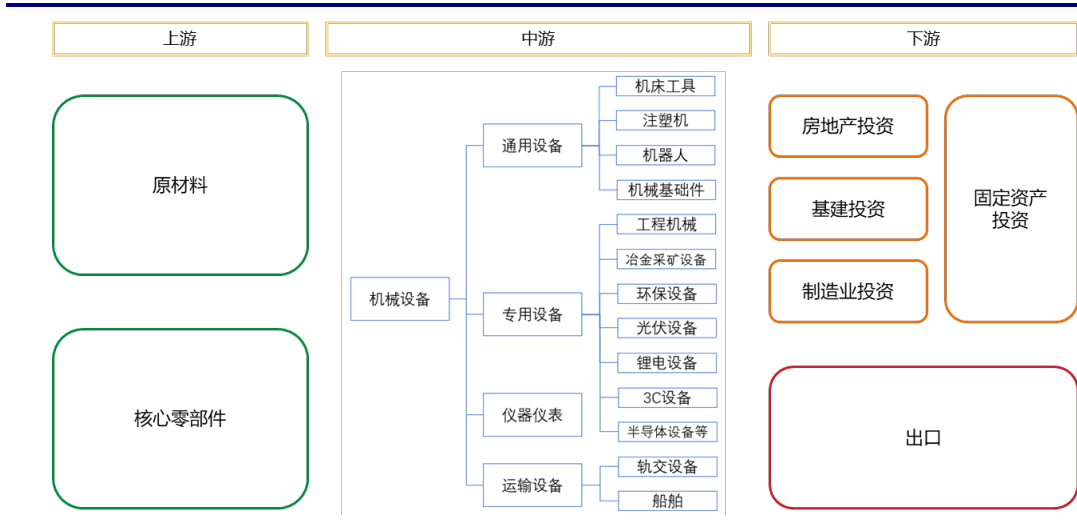 上游
中游
下游
原材料
核心零部件
机械设备
通用设备
专用设备
仪器仪表
运输设备
机床工具
注塑机
机器人
机械基础件
工程机械
冶金采矿设备
环保设备
光伏设备
锂电设备
3C设备
半导体设备等
轨交设备
船舶
房地产投资
基建投资
制造业投资
固定资产
投资
出口